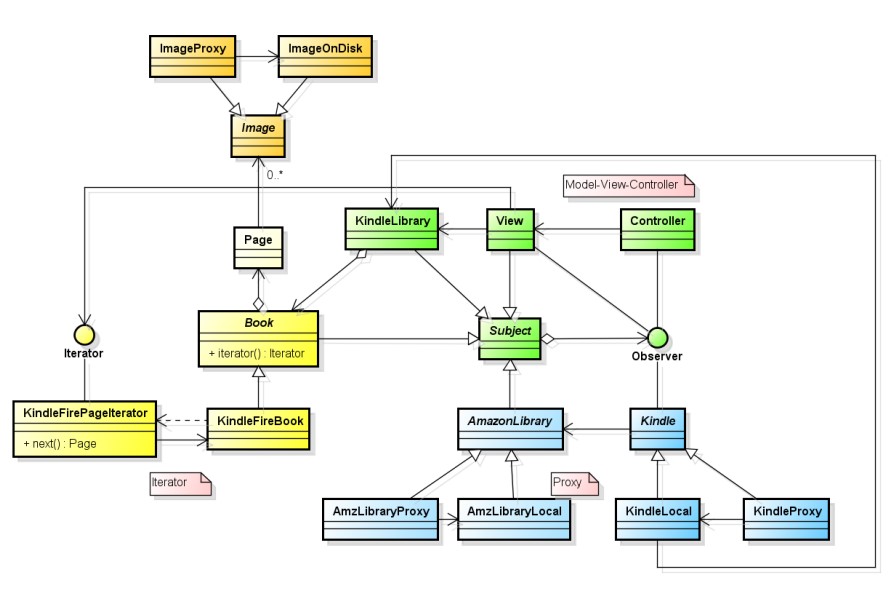 ImageProxy
ImageOnDisk
Image
0..*
Model-View-Controller
KindleLibrary
View
Controller
Page
Book
+ iterator() : Iterator
Subject
Iterator
Observer
KindleFirePageIterator
+ next() : Page
KindleFireBook
AmazonLibrary
Kindle
Iterator
Proxy
AmzLibraryProxy
AmzLibraryLocal
KindleLocal
KindleProxy